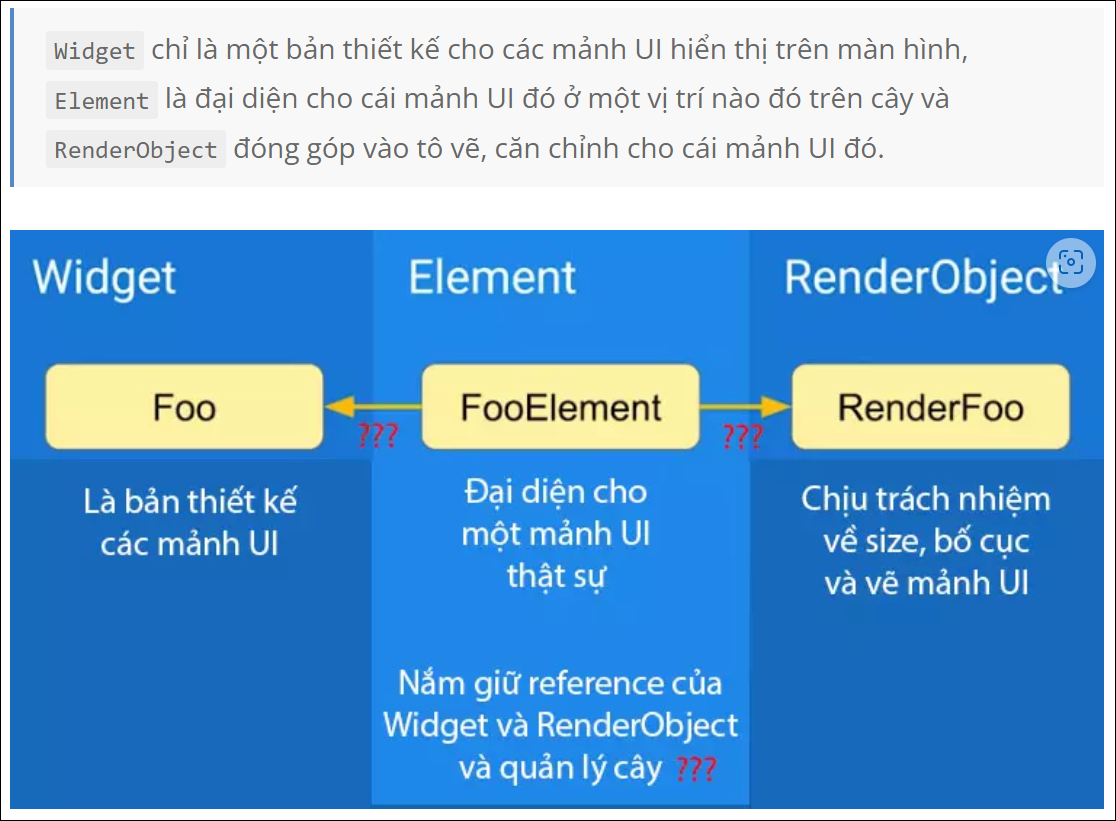 Widget chỉ là một bản thiết kế cho các mảnh UI hiển thị trên màn hình,
Element là đại diện cho cái mảnh UI đó ở một vị trí nào đó trên cây và
RenderObject đóng góp vào tô vẽ, căn chỉnh cho cái mảnh UI đó.
Widget
Element
RenderObject
Foo
???
FooElement
???
RenderFoo
Là bản thiết kế
các mảnh UI
Đại diện cho
một mảnh UI
thật sự
Nắm giữ reference của
Widget và RenderObject
và quản lý cây ???
Chịu trách nhiệm
về size, bố cục
và vẽ mảnh UI